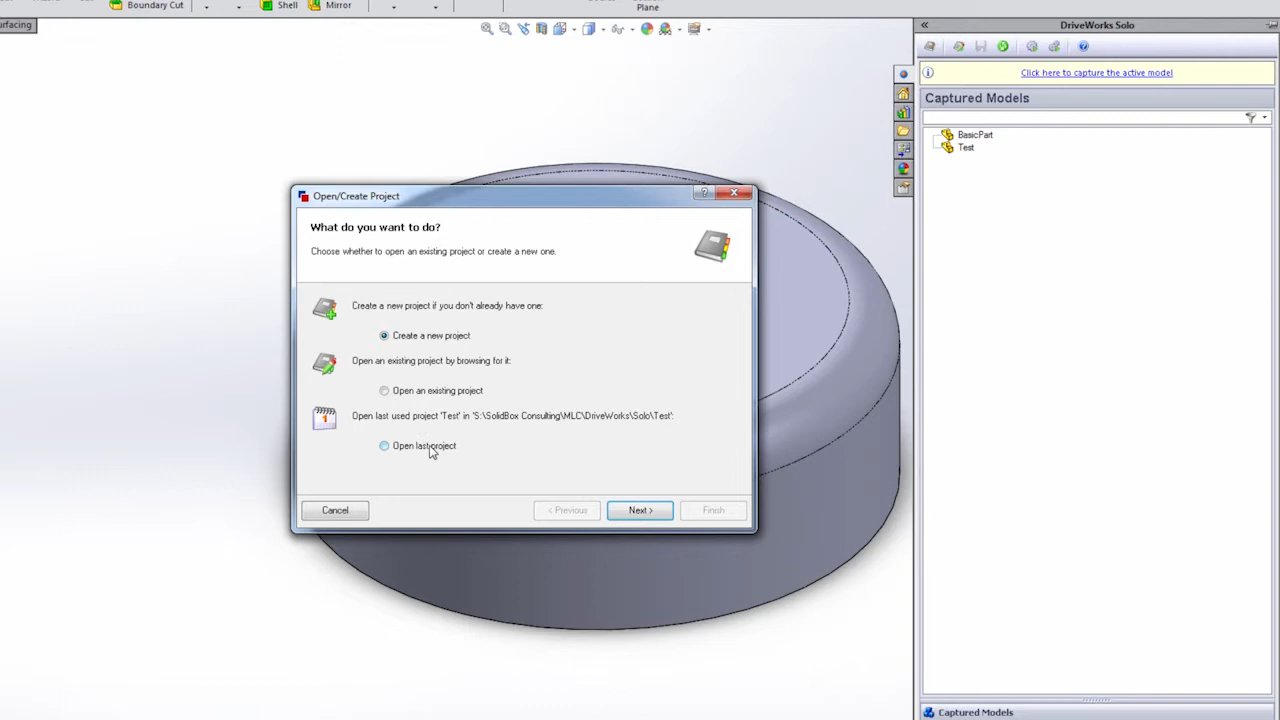 Boundary Cut
Shell
Mirror
Plane
urfacing
DriveWorks Solo
Click here to capture the active model
Captured Models
BasicPart
Test
Open/Create Project
What do you want to do?
Choose whether to open an existing project or create a new one.
Create a new project if you don't already have one:
Create a new project
Open an existing project by browsing for it:
Open an existing project
Open last used project 'Test' in 'S:\SolidBox Consulting\MLC\DriveWorks\Solo\Test':
Open last project
Cancel
< Previous
Next >
Finish
Captured Models